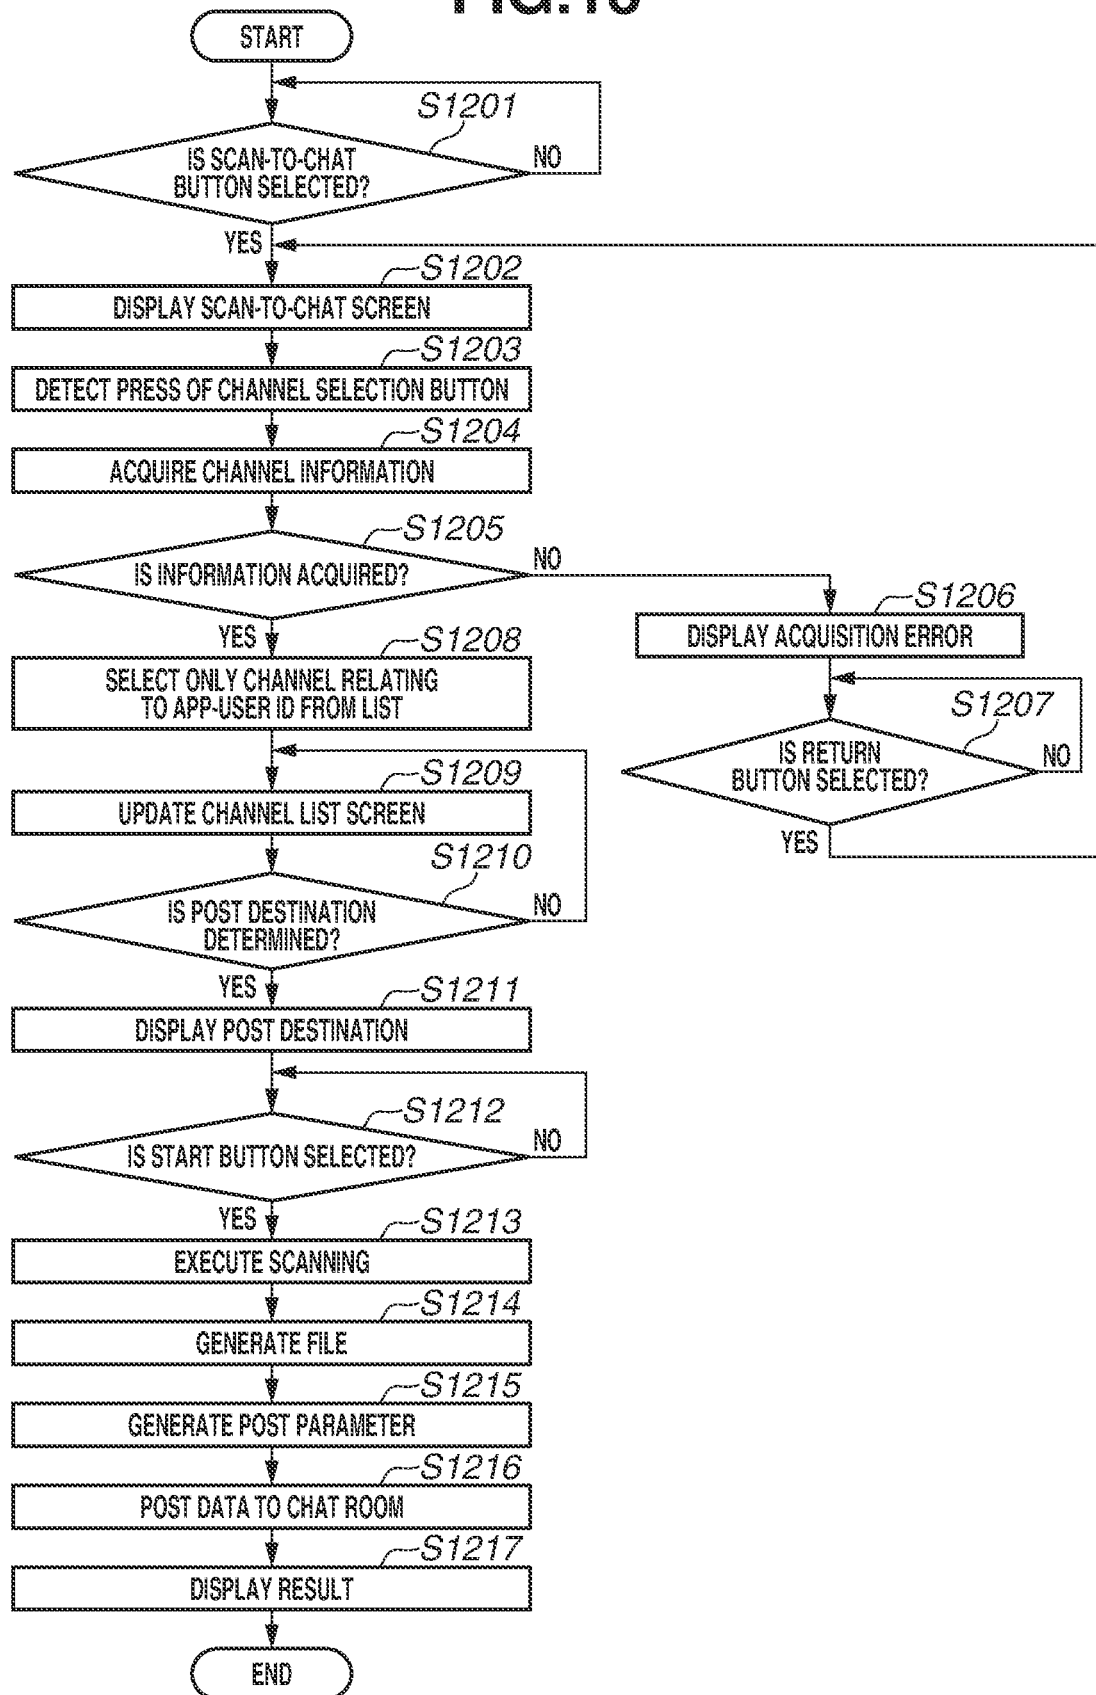 START
S1201
IS SCAN-TO-CHAT
BUTTON SELECTED?
NO
YES
S1202
DISPLAY SCAN-TO-CHAT SCREEN
S1203
DETECT PRESS OF CHANNEL SELECTION BUTTON
S1204
ACQUIRE CHANNEL INFORMATION
S1205
IS INFORMATION ACQUIRED?
NO
S1206
DISPLAY ACQUISITION ERROR
S1207
IS RETURN
BUTTON SELECTED?
NO
YES
YES
S1208
SELECT ONLY CHANNEL RELATING
TO APP-USER ID FROM LIST
S1209
UPDATE CHANNEL LIST SCREEN
S1210
IS POST DESTINATION
DETERMINED?
NO
YES
S1211
DISPLAY POST DESTINATION
S1212
IS START BUTTON SELECTED?
NO
YES
S1213
EXECUTE SCANNING
S1214
GENERATE FILE
S1215
GENERATE POST PARAMETER
S1216
POST DATA TO CHAT ROOM
S1217
DISPLAY RESULT
END